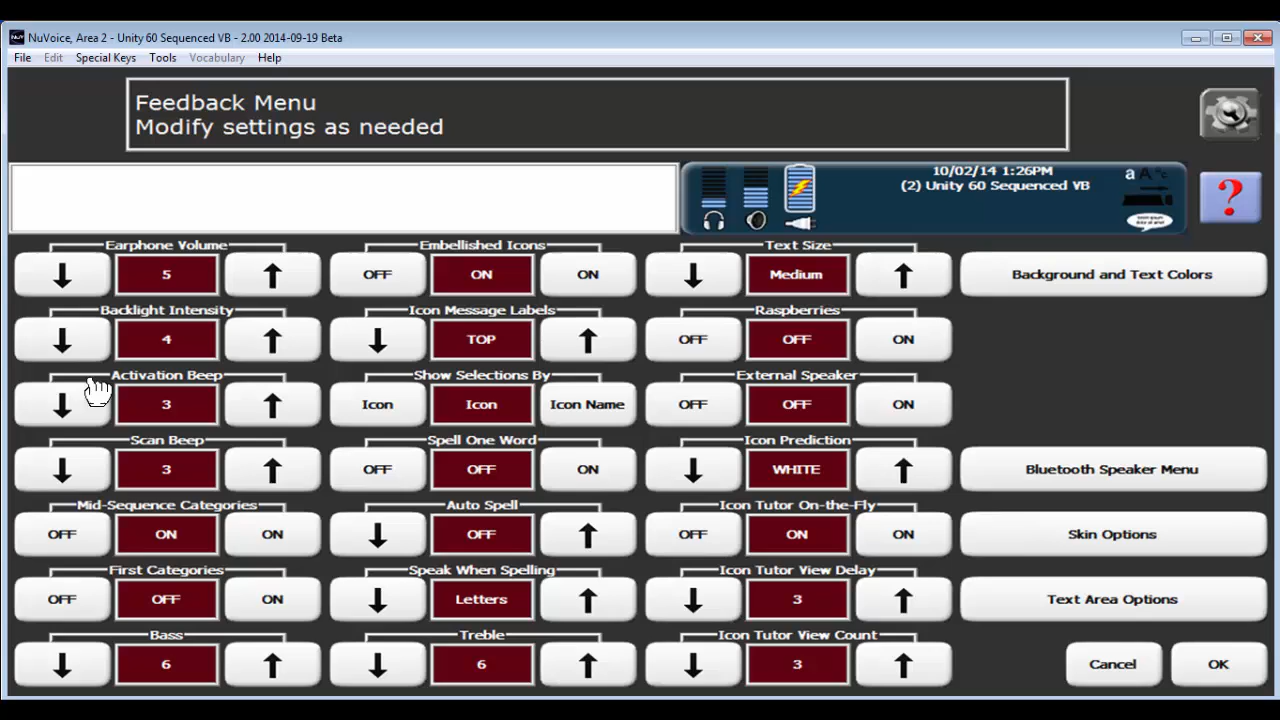 NuVoice, Area 2 - Unity 60 Sequenced VB - 2.00 2014-09-19 Beta
File Edit Special Keys Tools Vocabulary Help
Feedback Menu
Modify settings as needed
10/02/14 1:26PM
(2) Unity 60 Sequenced VB
Earphone Volume Embellished Icons Text Size
5 OFF ON ON Medium Background and Text Colors
Backlight Intensity Icon Message Labels Raspberries
4 TOP OFF OFF ON
Activation Beep Show Selections By External Speaker
3 Icon Icon Icon Name OFF OFF ON
Scan Beep Spell One Word Icon Prediction
3 OFF OFF ON WHITE Bluetooth Speaker Menu
Mid-Sequence Categories Auto Spell Icon Tutor On-the-Fly
OFF ON ON OFF OFF ON ON Skin Options
First Categories Speak When Spelling Icon Tutor View Delay
OFF OFF ON Letters 3 Text Area Options
Bass Treble Icon Tutor View Count
6 6 3 Cancel OK